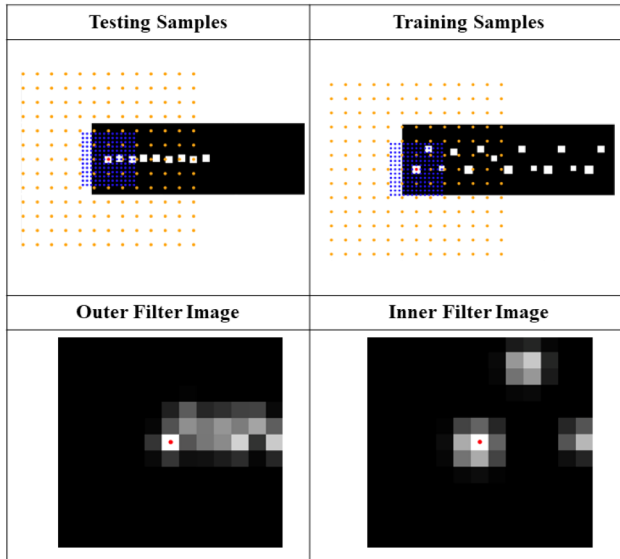 Testing Samples
Training Samples
Outer Filter Image
Inner Filter Image